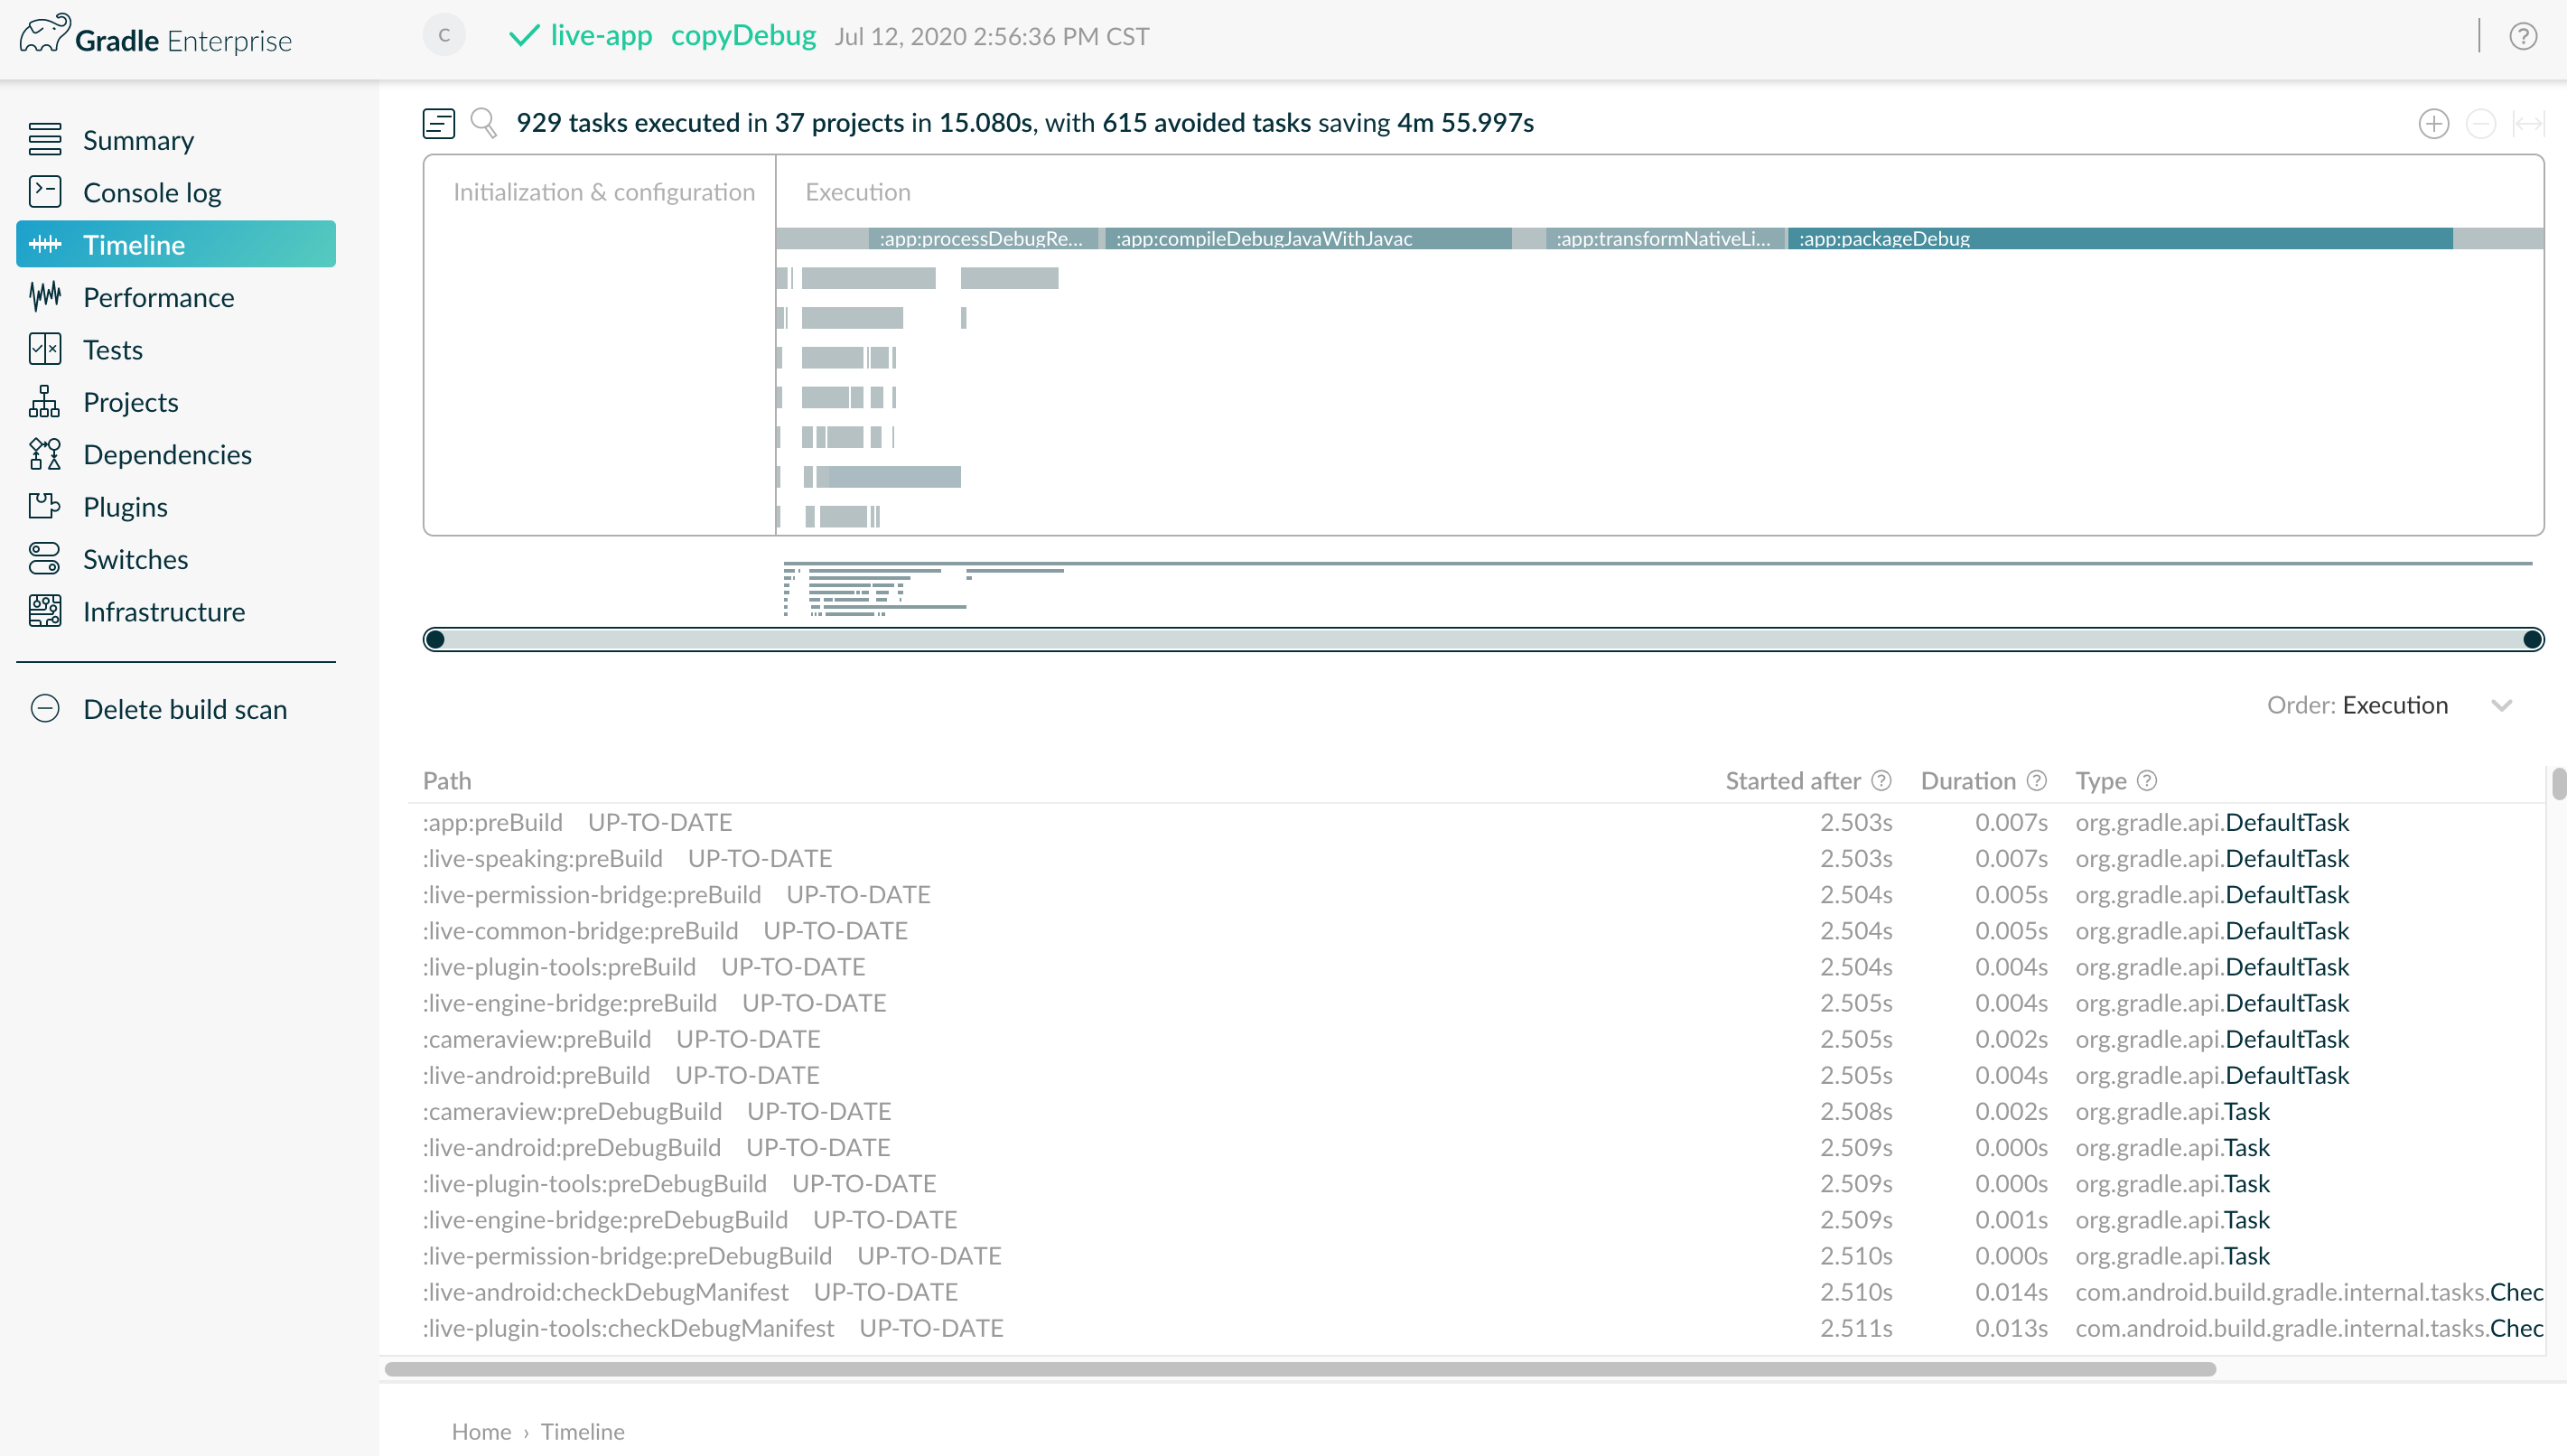 Gradle Enterprise
C live-app copyDebug Jul 12, 2020 2:56:36 PM CST
Summary
Console log
Timeline
Performance
Tests
Projects
Dependencies
Plugins
Switches
Infrastructure
Delete build scan
929 tasks executed in 37 projects in 15.080s, with 615 avoided tasks saving 4m 55.997s
Initialization & configuration Execution
:app:processDebugRe... :app:compileDebugJavaWithJavac :app:transformNativeLi... :app:packageDebug
Order: Execution
Path Started after Duration Type
:app:preBuild UP-TO-DATE 2.503s 0.007s org.gradle.api.DefaultTask
:live-speaking:preBuild UP-TO-DATE 2.503s 0.007s org.gradle.api.DefaultTask
:live-permission-bridge:preBuild UP-TO-DATE 2.504s 0.005s org.gradle.api.DefaultTask
:live-common-bridge:preBuild UP-TO-DATE 2.504s 0.005s org.gradle.api.DefaultTask
:live-plugin-tools:preBuild UP-TO-DATE 2.504s 0.004s org.gradle.api.DefaultTask
:live-engine-bridge:preBuild UP-TO-DATE 2.505s 0.004s org.gradle.api.DefaultTask
:cameraview:preBuild UP-TO-DATE 2.505s 0.002s org.gradle.api.DefaultTask
:live-android:preBuild UP-TO-DATE 2.505s 0.004s org.gradle.api.DefaultTask
:cameraview:preDebugBuild UP-TO-DATE 2.508s 0.002s org.gradle.api.Task
:live-android:preDebugBuild UP-TO-DATE 2.509s 0.000s org.gradle.api.Task
:live-plugin-tools:preDebugBuild UP-TO-DATE 2.509s 0.000s org.gradle.api.Task
:live-engine-bridge:preDebugBuild UP-TO-DATE 2.509s 0.001s org.gradle.api.Task
:live-permission-bridge:preDebugBuild UP-TO-DATE 2.510s 0.000s org.gradle.api.Task
:live-android:checkDebugManifest UP-TO-DATE 2.510s 0.014s com.android.build.gradle.internal.tasks.Chec
:live-plugin-tools:checkDebugManifest UP-TO-DATE 2.511s 0.013s com.android.build.gradle.internal.tasks.Chec
Home › Timeline